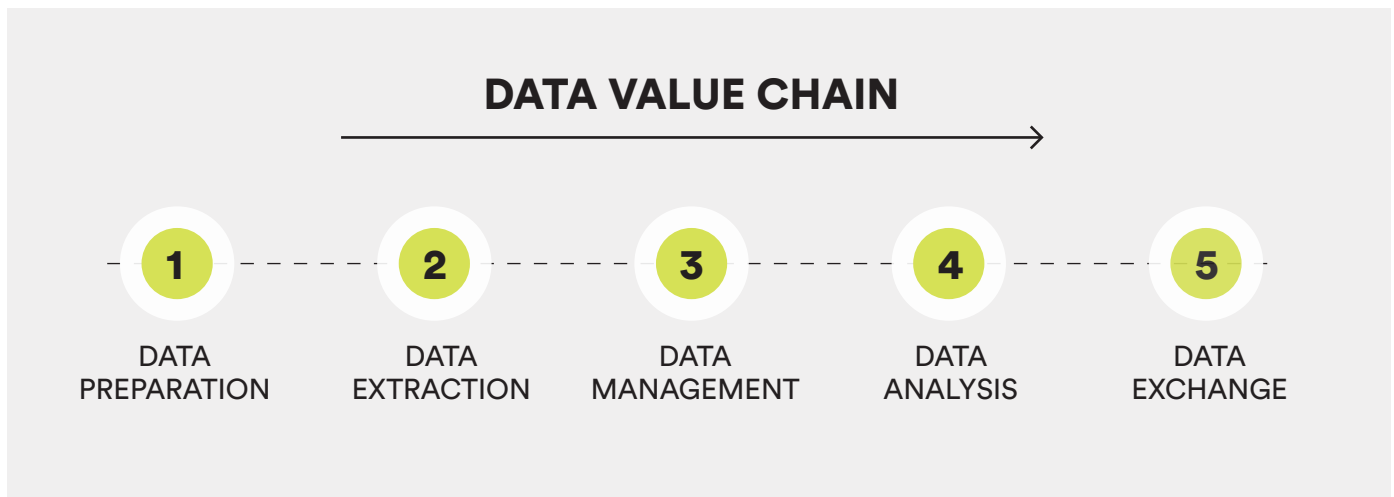 DATA VALUE CHAIN
1
2
3
4
5
DATA
PREPARATION
DATA
EXTRACTION
DATA
MANAGEMENT
DATA
ANALYSIS
DATA
EXCHANGE